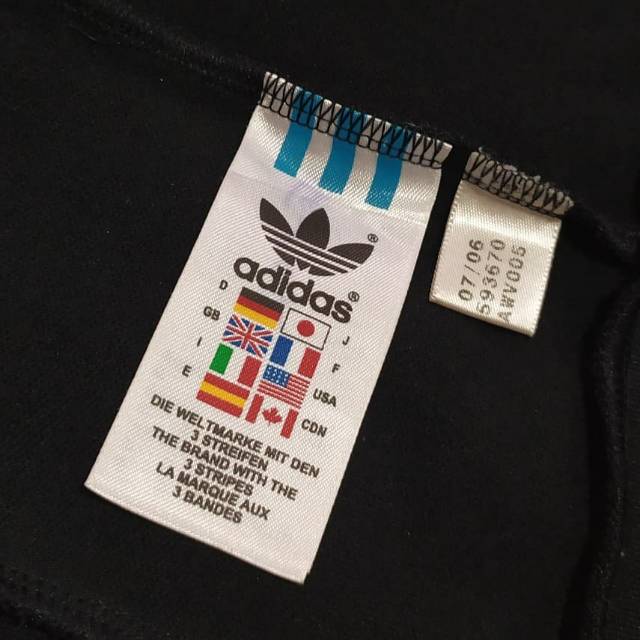 ®
adidas®
D
J
GB
F
I
USA
E
CDN
DIE WELTMARKE MIT DEN
3 STREIFEN
THE BRAND WITH THE
3 STRIPES
LA MARQUE AUX
3 BANDES
07/06
593670
A#V005